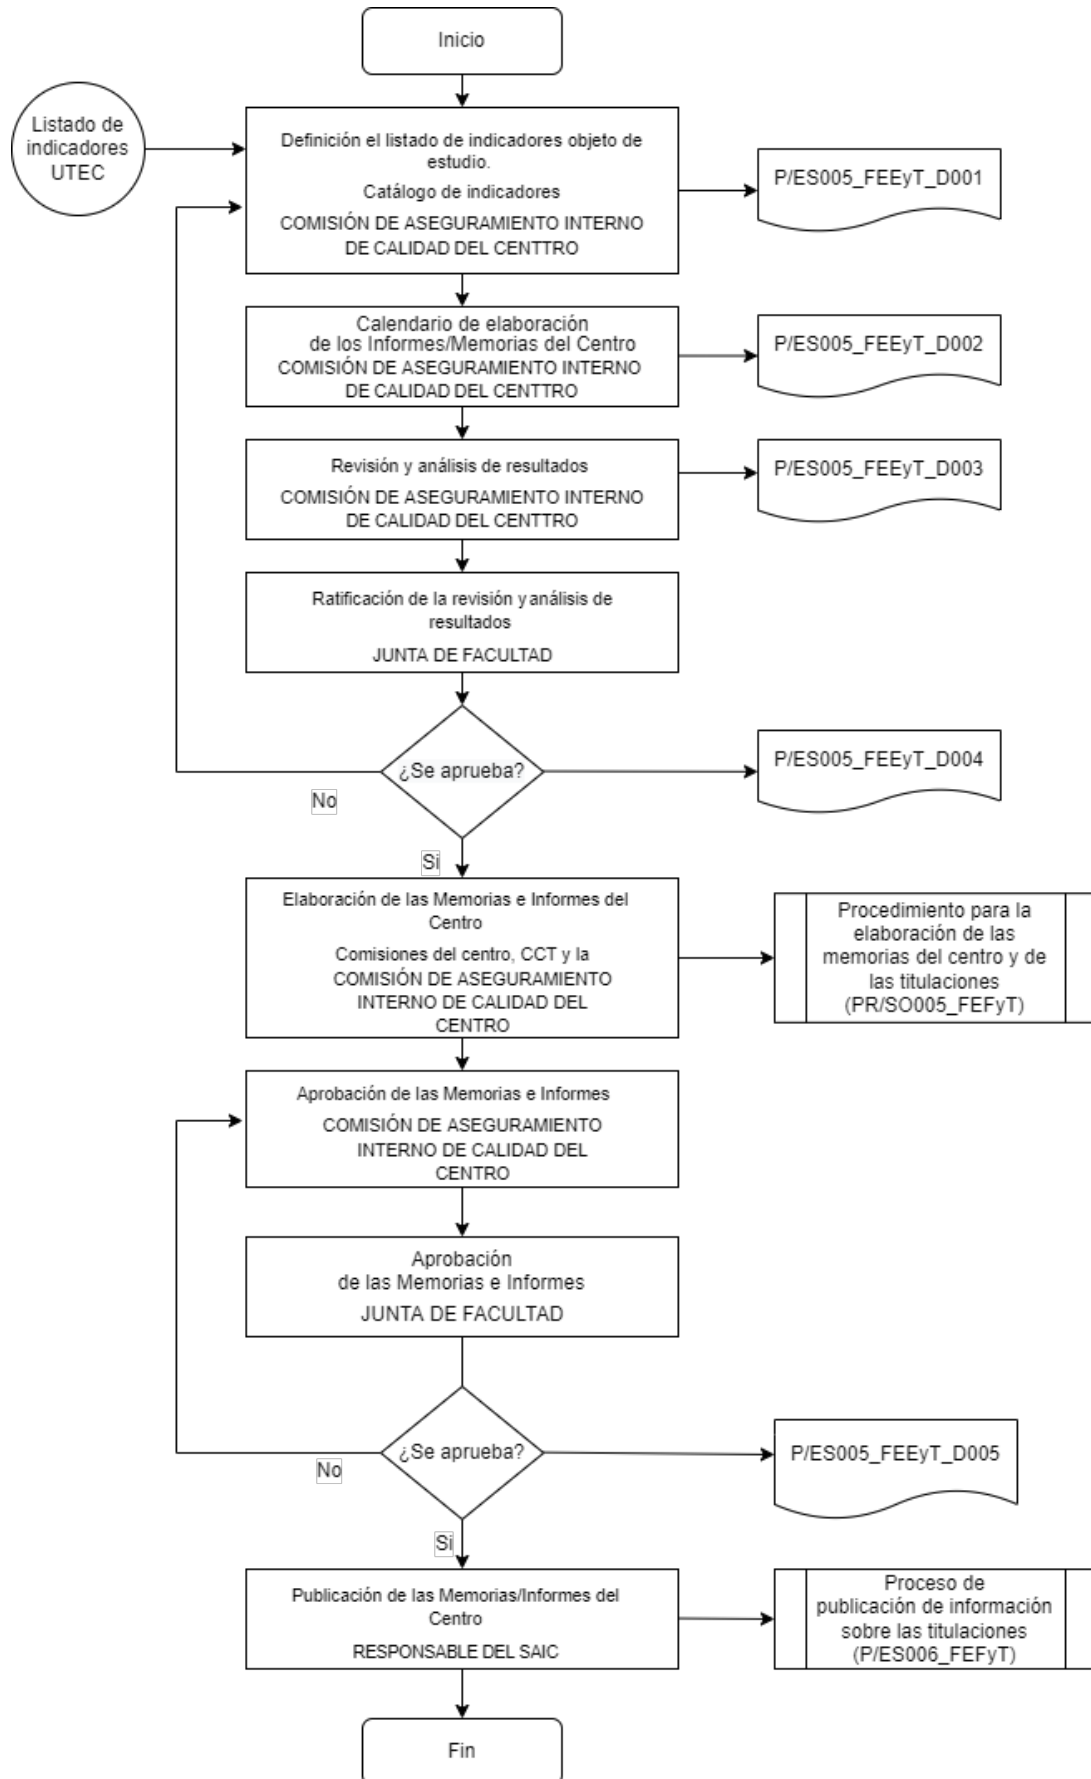 Inicio
Listado de
indicadores
UTEC
Definición el listado de indicadores objeto de
estudio.
Catálogo de indicadores
COMISIÓN DE ASEGURAMIENTO INTERNO
DE CALIDAD DEL CENTTRO
P/ES005_FEEyT_D001
Calendario de elaboración
de los Informes/Memorias del Centro
COMISIÓN DE ASEGURAMIENTO INTERNO
DE CALIDAD DEL CENTTRO
P/ES005_FEEyT_D002
Revisión y análisis de resultados
COMISIÓN DE ASEGURAMIENTO INTERNO
DE CALIDAD DEL CENTTRO
P/ES005_FEEyT_D003
Ratificación de la revisión y análisis de
resultados
JUNTA DE FACULTAD
¿Se aprueba?
P/ES005_FEEyT_D004
No
Si
Elaboración de las Memorias e Informes del
Centro
Comisiones del centro, CCT y la
COMISIÓN DE ASEGURAMIENTO
INTERNO DE CALIDAD DEL
CENTRO
Procedimiento para la
elaboración de las
memorias del centro y de
las titulaciones
(PR/SO005_FEFyT)
Aprobación de las Memorias e Informes
COMISIÓN DE ASEGURAMIENTO
INTERNO DE CALIDAD DEL
CENTRO
Aprobación
de las Memorias e Informes
JUNTA DE FACULTAD
¿Se aprueba?
P/ES005_FEEyT_D005
No
Si
Publicación de las Memorias/Informes del
Centro
RESPONSABLE DEL SAIC
Proceso de
publicación de información
sobre las titulaciones
(P/ES006_FEFyT)
Fin